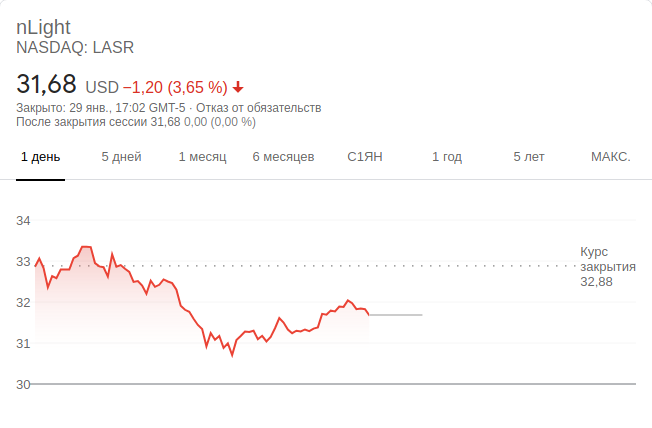 nLight
NASDAQ: LASR
31,68 USD −1,20 (3,65 %)
Закрыто: 29 янв., 17:02 GMT-5 · Отказ от обязательств
После закрытия сессии 31,68 0,00 (0,00 %)
1 день 5 дней 1 месяц 6 месяцев С1ЯН 1 год 5 лет МАКС.
34
33
32
31
30
Курс
закрытия
32,88